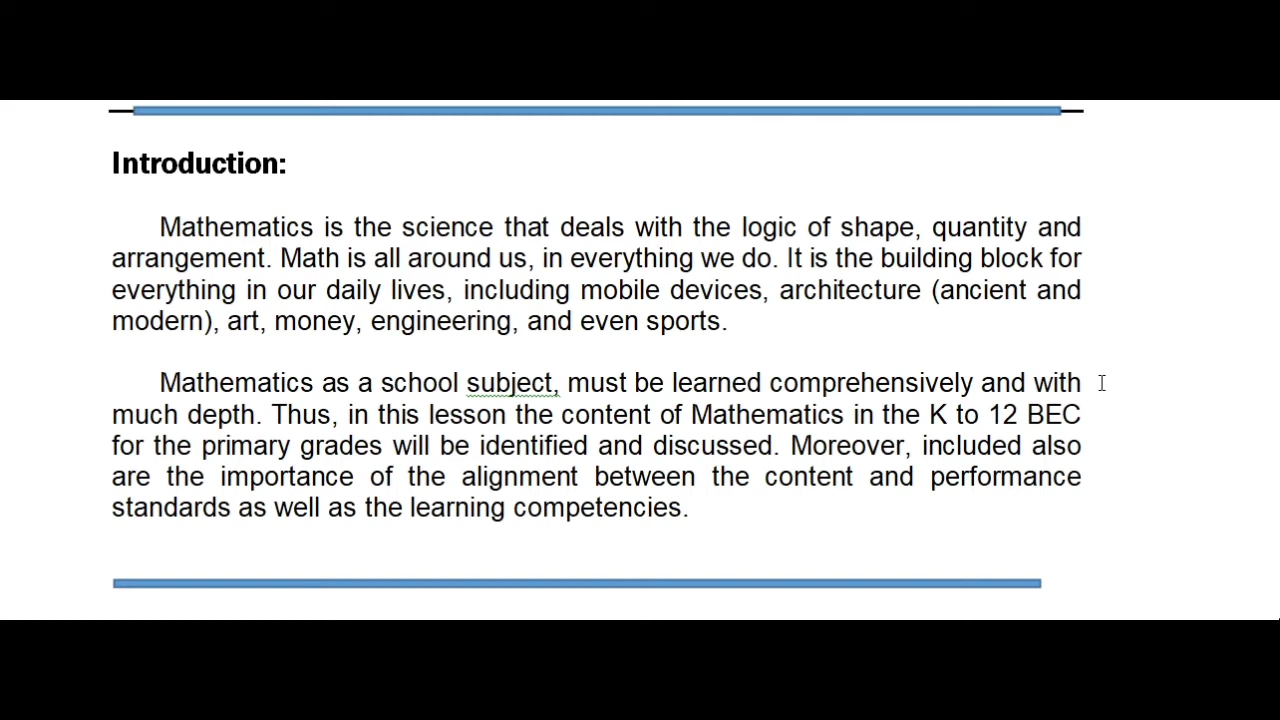 Introduction:
Mathematics is the science that deals with the logic of shape, quantity and
arrangement. Math is all around us, in everything we do. It is the building block for
everything in our daily lives, including mobile devices, architecture (ancient and
modern), art, money, engineering, and even sports.
Mathematics as a school subject, must be learned comprehensively and with
much depth. Thus, in this lesson the content of Mathematics in the K to 12 BEC
for the primary grades will be identified and discussed. Moreover, included also
are the importance of the alignment between the content and performance
standards as well as the learning competencies.